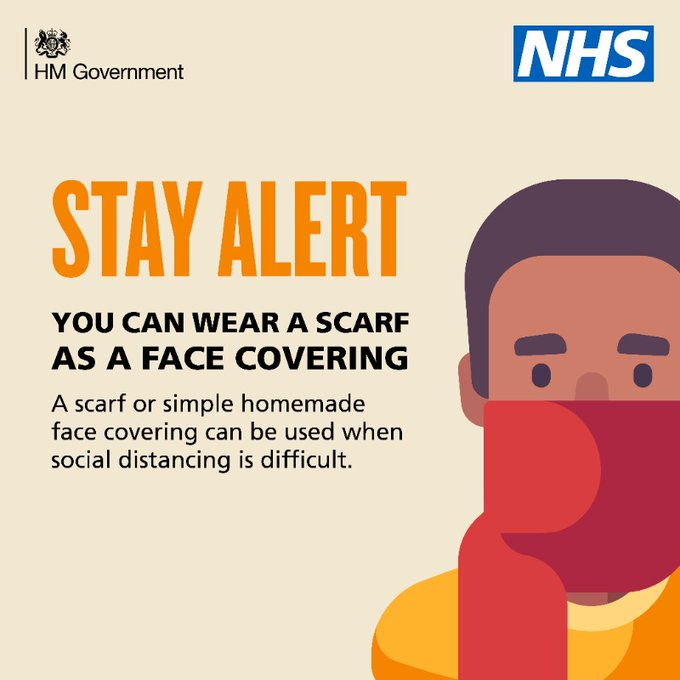 HM Government
NHS
STAY ALERT
YOU CAN WEAR A SCARF
AS A FACE COVERING
A scarf or simple homemade
face covering can be used when
social distancing is difficult.